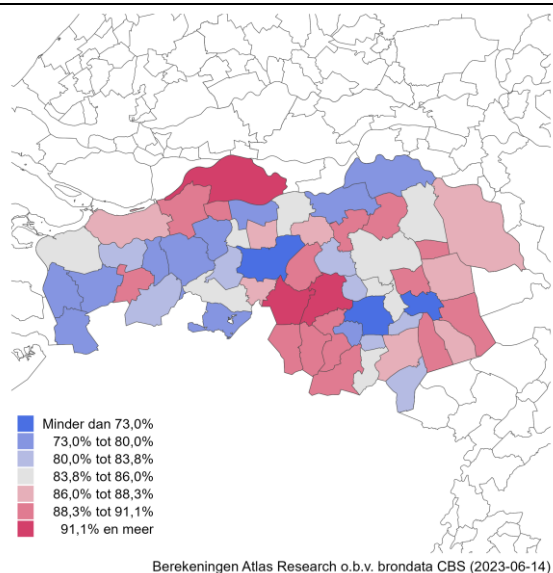 Minder dan 73,0%
73,0% tot 80,0%
80,0% tot 83,8%
83,8% tot 86,0%
86,0% tot 88,3%
88,3% tot 91,1%
91,1% en meer
Berekeningen Atlas Research o.b.v. brondata CBS (2023-06-14)